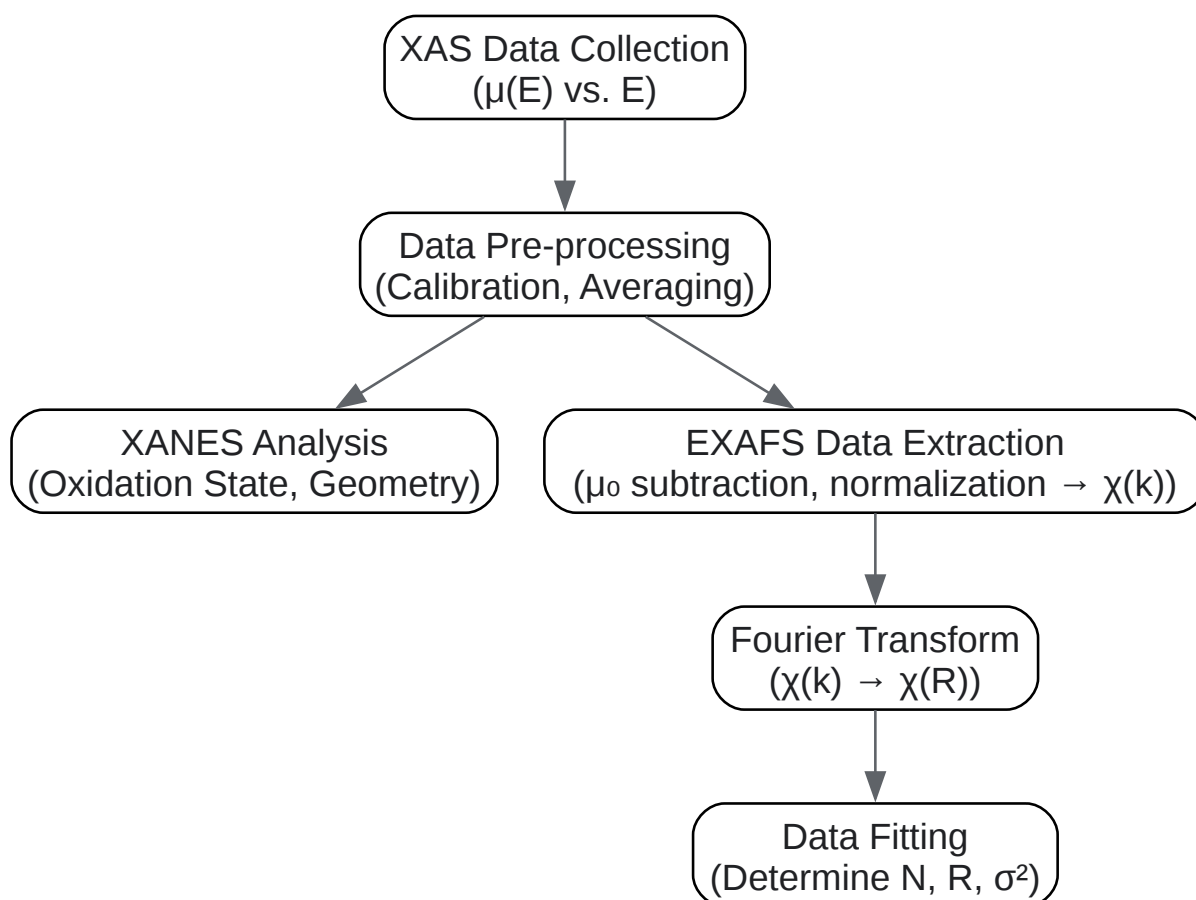 XAS Data Collection
(μ(E) vs. E)
Data Pre-processing
(Calibration, Averaging)
XANES Analysis
(Oxidation State, Geometry)
EXAFS Data Extraction
(μ₀ subtraction, normalization → χ(k))
Fourier Transform
(χ(k) → χ(R))
Data Fitting
(Determine N, R, σ²)